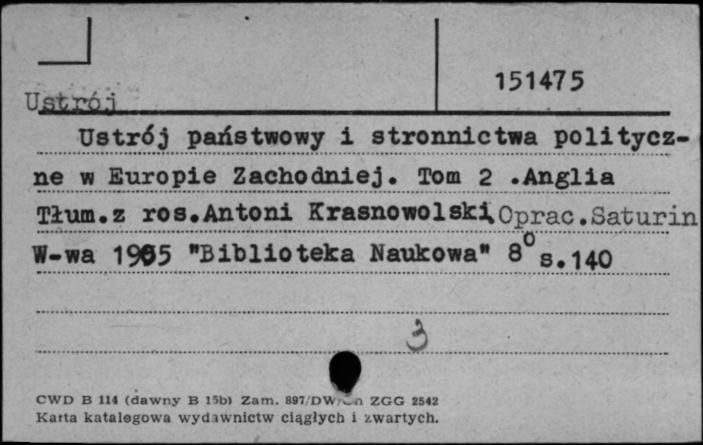 151475
Ustrój
Ustrój państwowy i stronnictwa politycz-
ne w Europie Zachodniej. Tom 2 .Anglia
Tłum.z ros.Antoni Krasnowolski,Oprac.Saturin
W-wa 1905 "Biblioteka Naukowa" 8⁰ s.140
3
CWD B 114 (dawny B 15b) Zam. 897/DW ZGG 2542
Karta katalogowa wydawnictw ciągłych i zwartych.